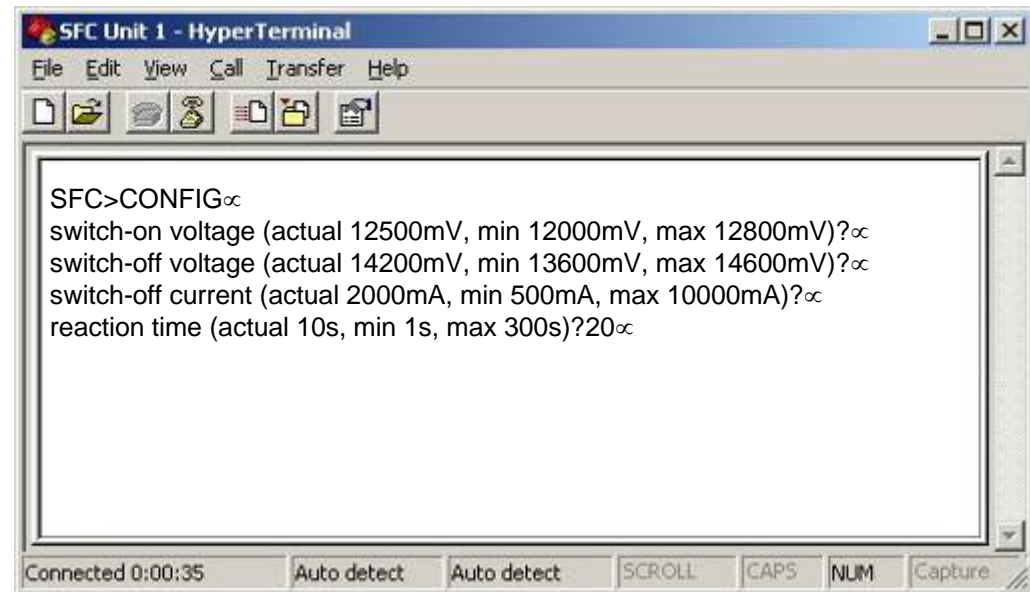 SFC Unit 1 - HyperTerminal
File Edit View Call Transfer Help
SFC>CONFIG∝
switch-on voltage (actual 12500mV, min 12000mV, max 12800mV)?∝
switch-off voltage (actual 14200mV, min 13600mV, max 14600mV)?∝
switch-off current (actual 2000mA, min 500mA, max 10000mA)?∝
reaction time (actual 10s, min 1s, max 300s)?20∝
Connected 0:00:35 Auto detect Auto detect SCROLL CAPS NUM Capture